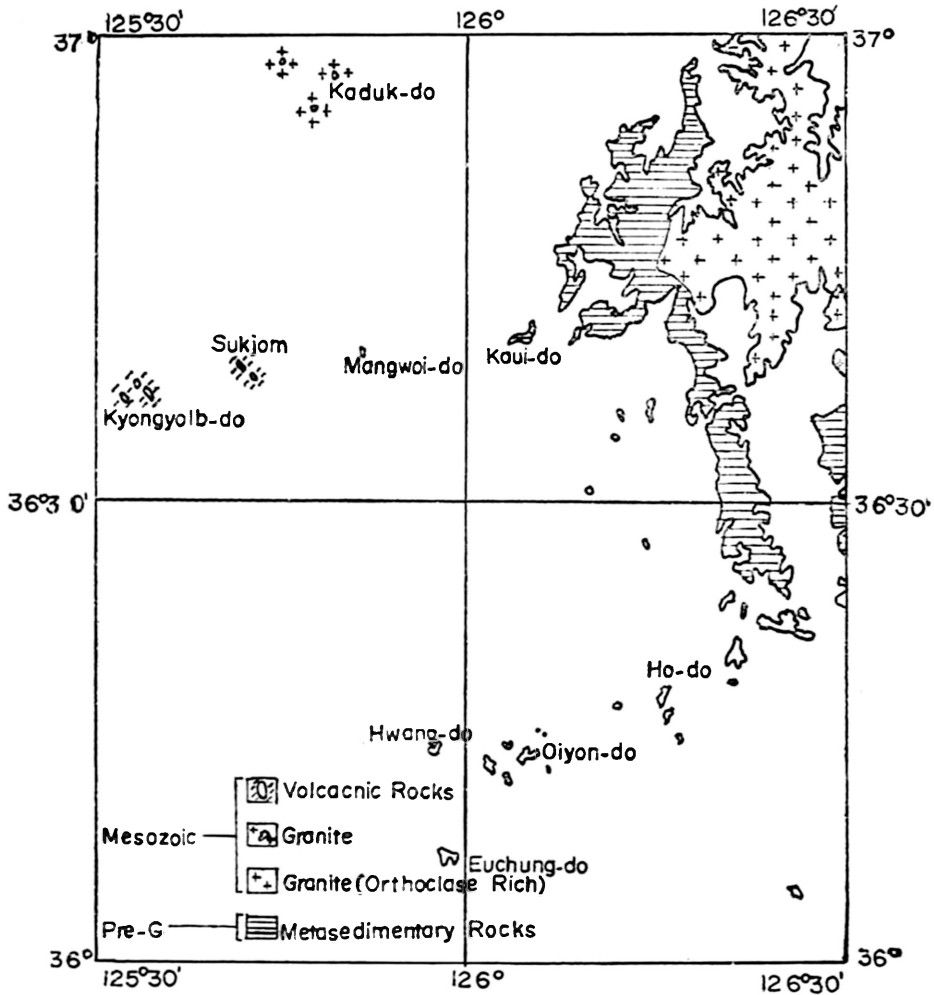 125°30'
126°
126°30'
37°
37°
Kaduk-do
Sukjom
Mangwoi-do
Kaui-do
Kyongyolb-do
36°3 0'
36°30'
Ho-do
Hwang-do
Oiyon-do
Volcacnic Rocks
Mesozoic
Granite
Euchung-do
Granite(Orthoclase Rich)
Pre-G
Metasedimentary Rocks
36°
36°
125°30'
126°
126°30'